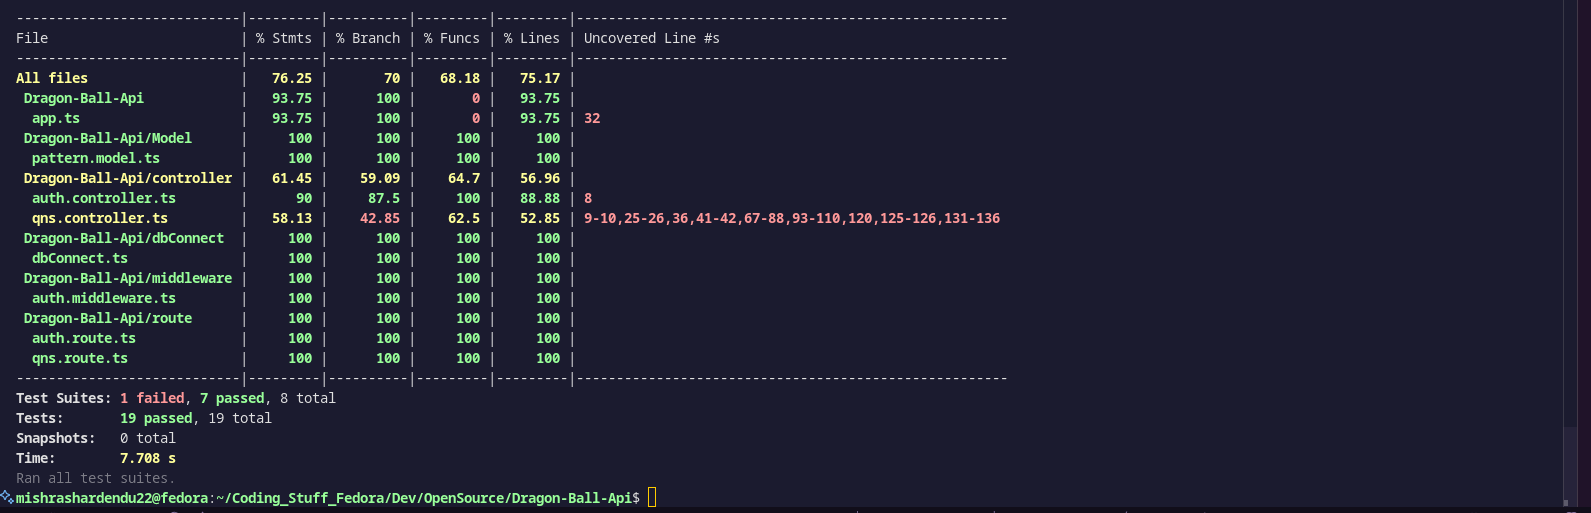 ---------------------------|---------|----------|---------|---------|-----------------------------------------------------
File                       | % Stmts | % Branch | % Funcs | % Lines | Uncovered Line #s
---------------------------|---------|----------|---------|---------|-----------------------------------------------------
All files                  |   76.25 |       70 |   68.18 |   75.17 |
 Dragon-Ball-Api           |   93.75 |      100 |       0 |   93.75 |
  app.ts                   |   93.75 |      100 |       0 |   93.75 | 32
 Dragon-Ball-Api/Model     |     100 |      100 |     100 |     100 |
  pattern.model.ts         |     100 |      100 |     100 |     100 |
 Dragon-Ball-Api/controller |   61.45 |    59.09 |    64.7 |   56.96 |
  auth.controller.ts       |      90 |     87.5 |     100 |   88.88 | 8
  qns.controller.ts        |   58.13 |    42.85 |    62.5 |   52.85 | 9-10,25-26,36,41-42,67-88,93-110,120,125-126,131-136
 Dragon-Ball-Api/dbConnect |     100 |      100 |     100 |     100 |
  dbConnect.ts             |     100 |      100 |     100 |     100 |
 Dragon-Ball-Api/middleware |     100 |      100 |     100 |     100 |
  auth.middleware.ts       |     100 |      100 |     100 |     100 |
 Dragon-Ball-Api/route     |     100 |      100 |     100 |     100 |
  auth.route.ts            |     100 |      100 |     100 |     100 |
  qns.route.ts             |     100 |      100 |     100 |     100 |
---------------------------|---------|----------|---------|---------|-----------------------------------------------------
Test Suites: 1 failed, 7 passed, 8 total
Tests:       19 passed, 19 total
Snapshots:   0 total
Time:        7.708 s
Ran all test suites.
mishrashardendu22@fedora:~/Coding_Stuff_Fedora/Dev/OpenSource/Dragon-Ball-Api$